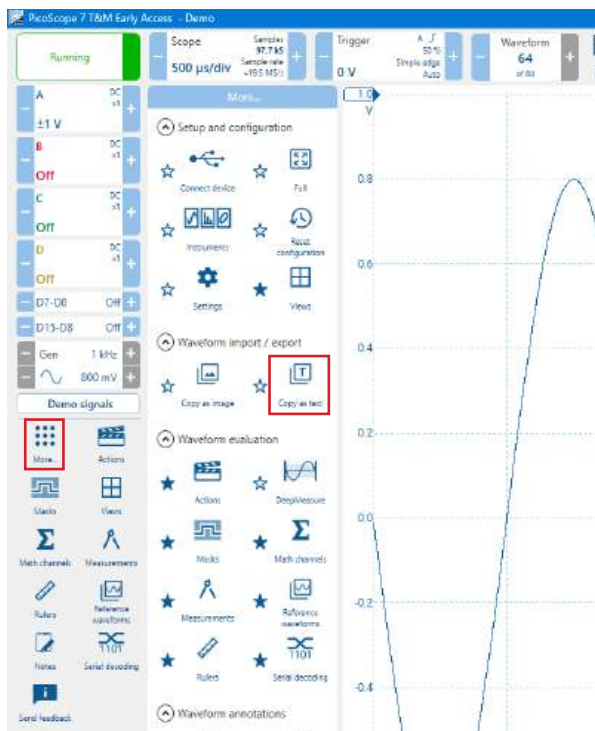 PicoScope 7 T&M Early Access - Demo
Running
Scope
500 µs/div
Samples
97.7 kS
Sample rate
~19.5 MS/s
Trigger
0 V
A
50 %
Simple edge
Auto
Waveform
64
of 64
A
DC
x1
±1 V
B
DC
x1
Off
C
DC
x1
Off
D
DC
x1
Off
D7-D0 Off
D15-D8 Off
Gen 1 kHz
800 mV
Demo signals
More...
Actions
Masks
Views
Math channels
Measurements
Rulers
Reference waveforms
Notes
Serial decoding
Send feedback
More...
Setup and configuration
Connect device
Full
Instruments
Reset configuration
Settings
Views
Waveform import / export
Copy as image
Copy as text
Waveform evaluation
Actions
DeepMeasure
Masks
Math channels
Measurements
Reference waveforms
Rulers
1101
Serial decoding
Waveform annotations
1.0
V
0.8
0.6
0.4
0.2
0.0
-0.2
-0.4